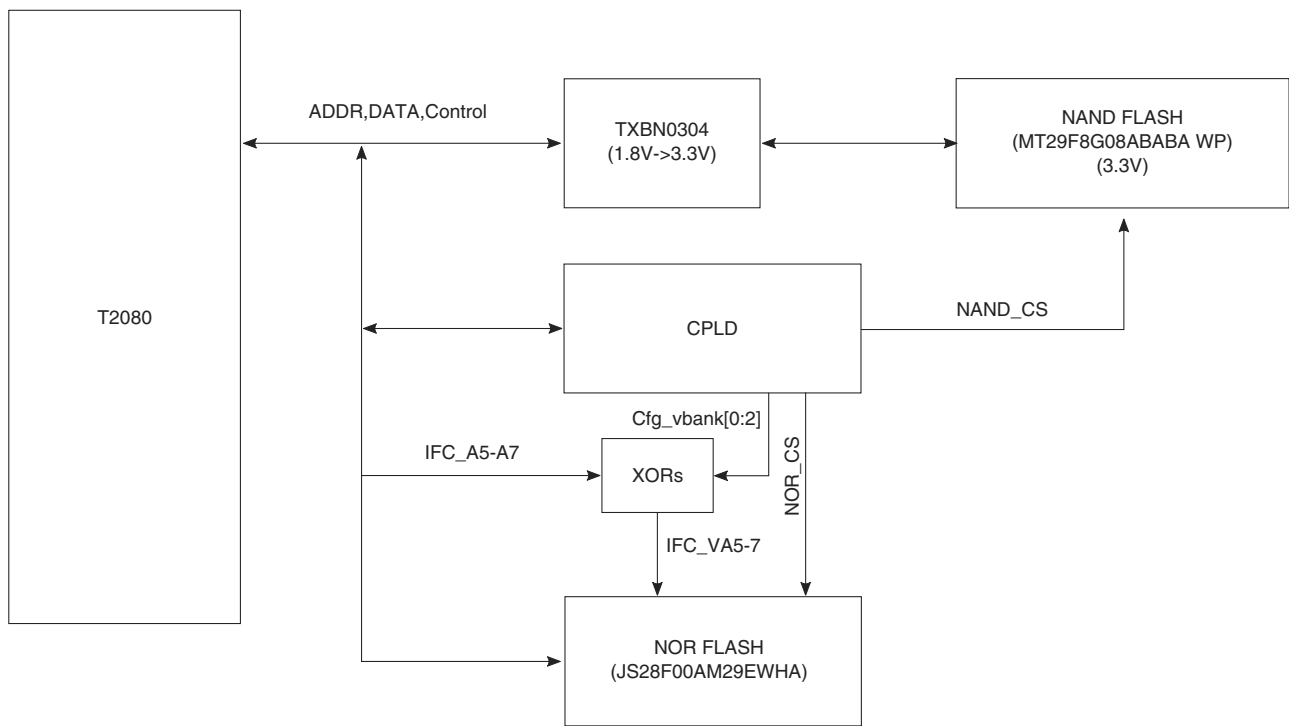 ADDR,DATA,Control
TXBN0304
(1.8V->3.3V)
NAND FLASH
(MT29F8G08ABABA WP)
(3.3V)
T2080
CPLD
NAND_CS
Cfg_vbank[0:2]
NOR_CS
IFC_A5-A7
XORs
IFC_VA5-7
NOR FLASH
(JS28F00AM29EWHA)